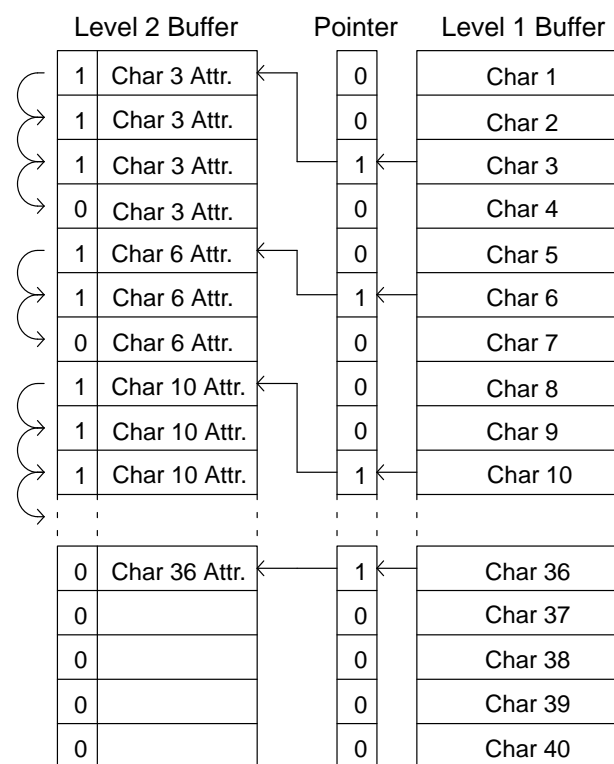 Level 2 Buffer Pointer Level 1 Buffer
1 Char 3 Attr. 0 Char 1
1 Char 3 Attr. 0 Char 2
1 Char 3 Attr. 1 Char 3
0 Char 3 Attr. 0 Char 4
1 Char 6 Attr. 0 Char 5
1 Char 6 Attr. 1 Char 6
0 Char 6 Attr. 0 Char 7
1 Char 10 Attr. 0 Char 8
1 Char 10 Attr. 0 Char 9
1 Char 10 Attr. 1 Char 10
0 Char 36 Attr. 1 Char 36
0 0 Char 37
0 0 Char 38
0 0 Char 39
0 0 Char 40